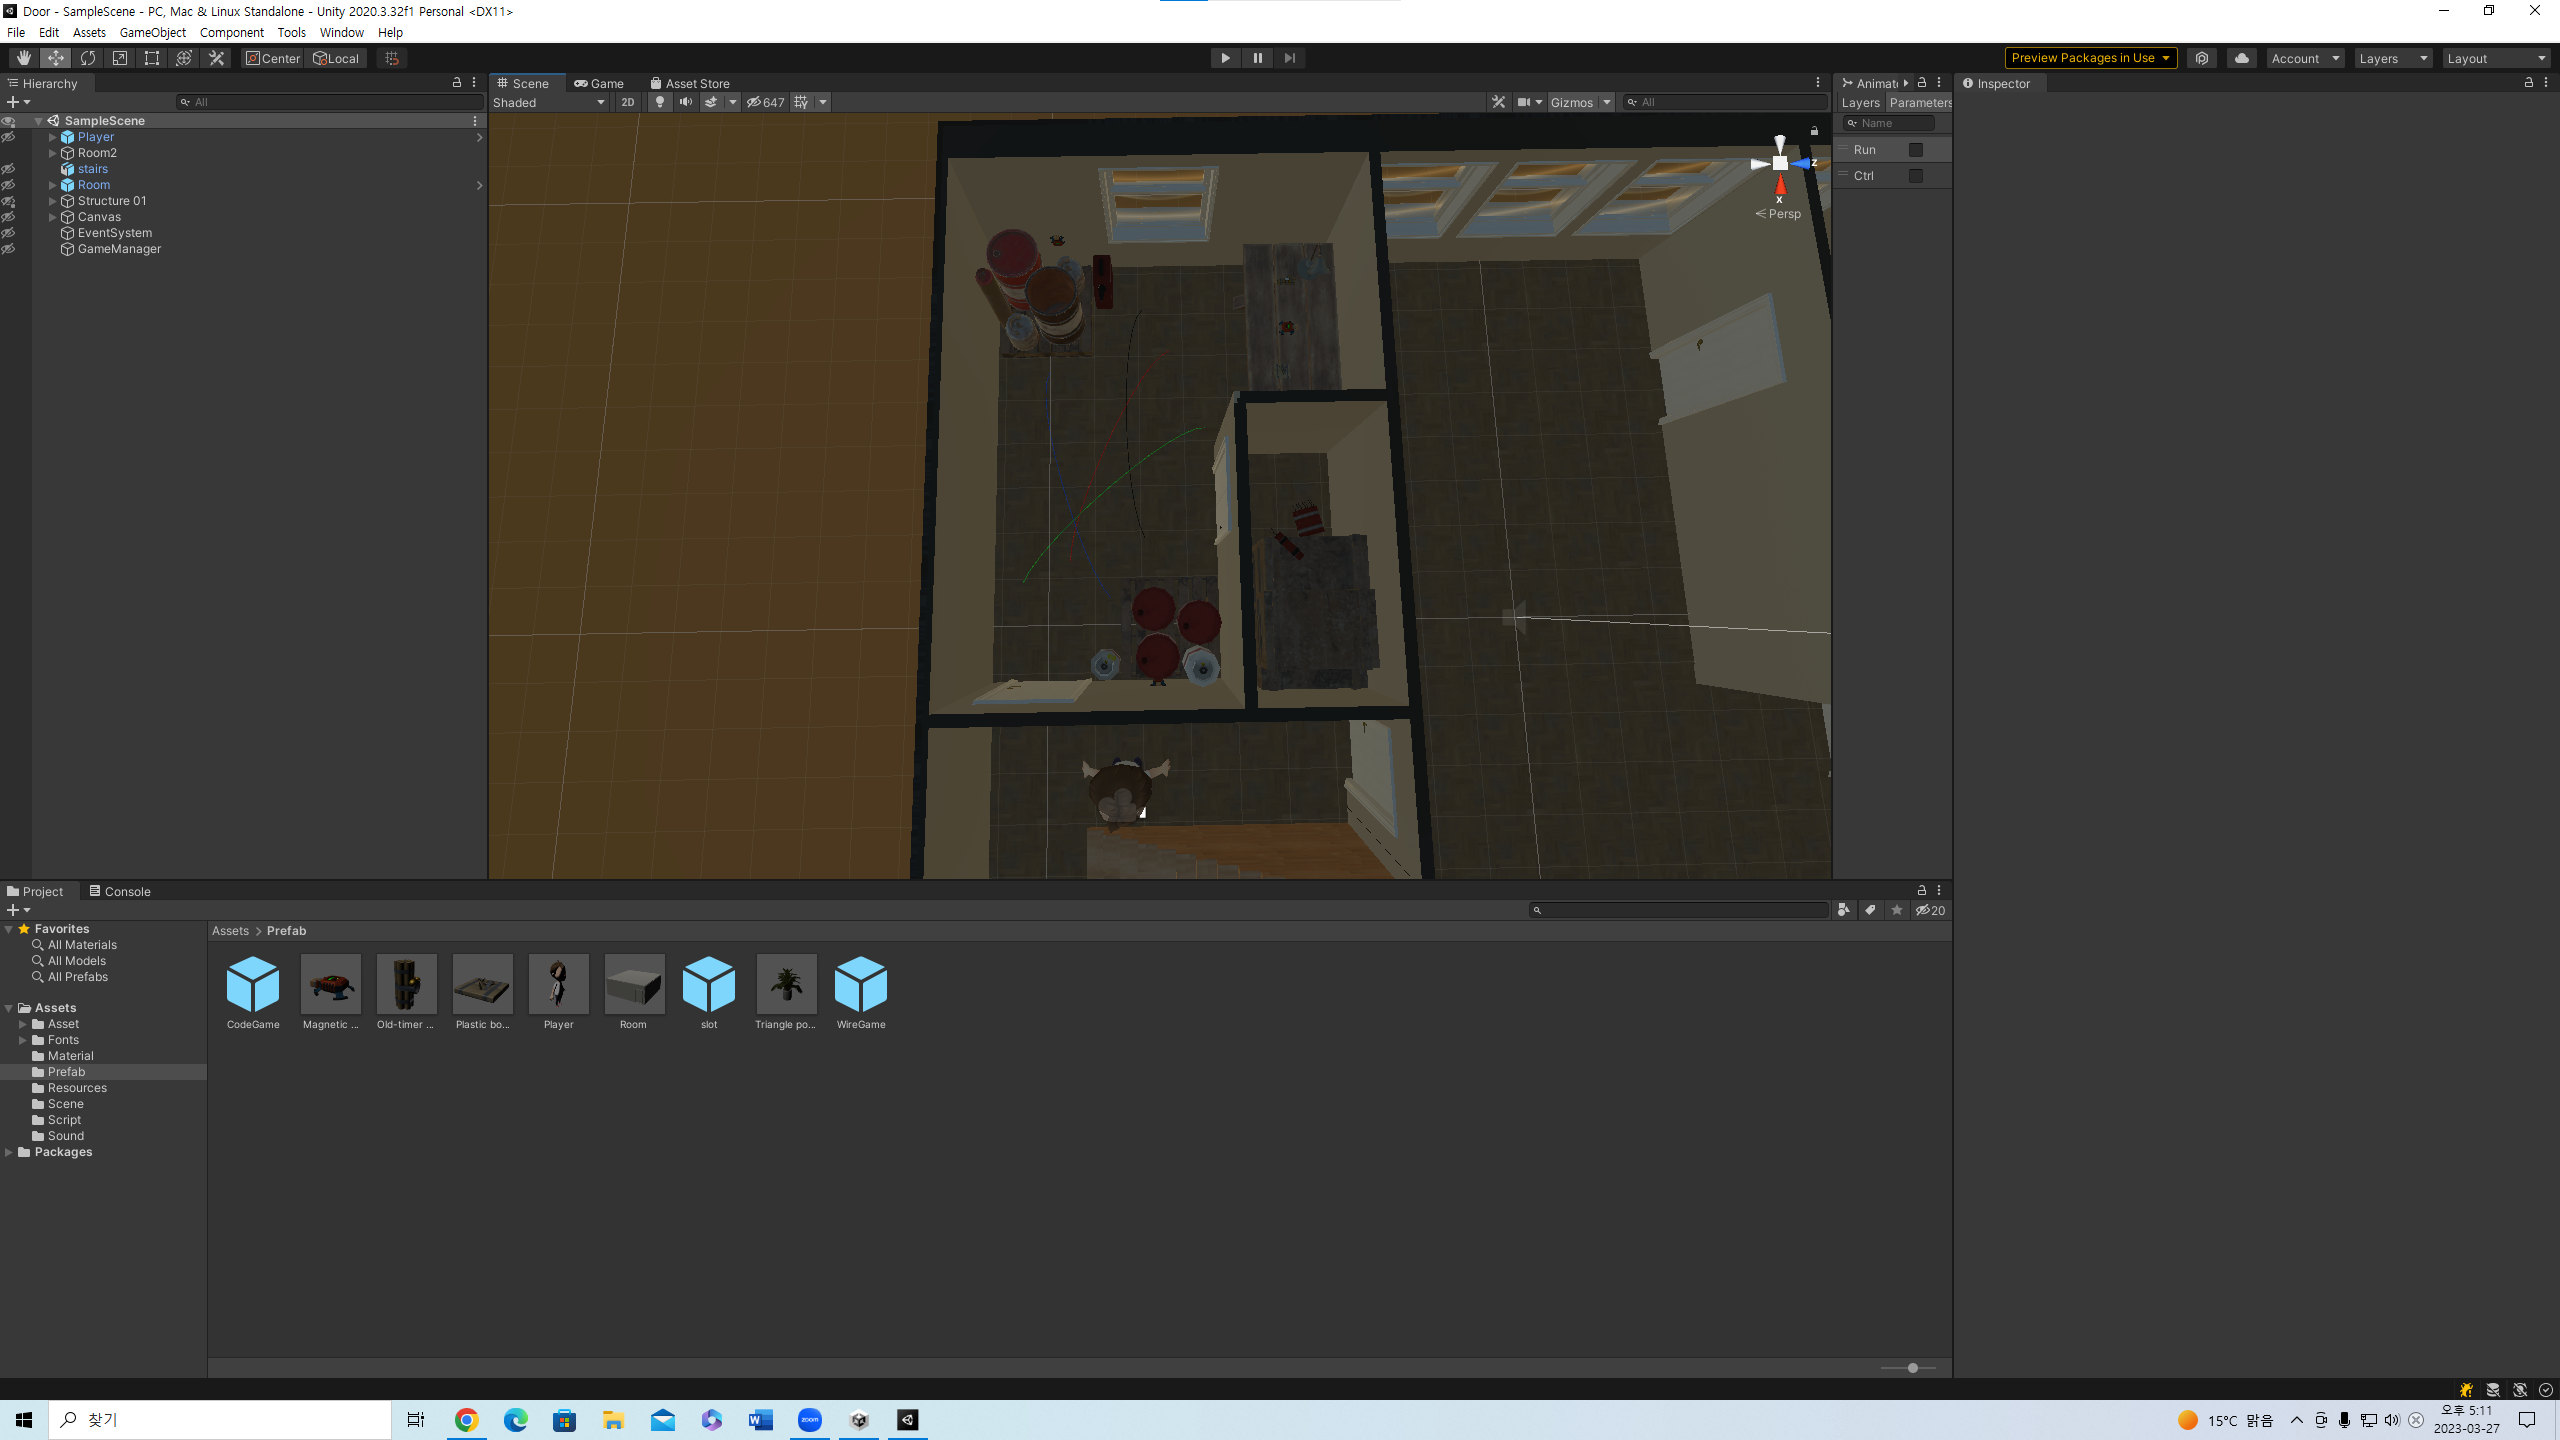 Door - SampleScene - PC, Mac & Linux Standalone - Unity 2020.3.32f1 Personal <DX11>
File Edit Assets GameObject Component Tools Window Help
Center Local
Preview Packages in Use
Account
Layers
Layout
Hierarchy
All
SampleScene
Player
Room2
stairs
Room
Structure 01
Canvas
EventSystem
GameManager
Scene Game Asset Store
Shaded 2D 647 Gizmos All
z
x
Persp
Animato
Layers Parameters
Name
Run
Ctrl
Inspector
Project Console
20
Favorites
All Materials
All Models
All Prefabs
Assets
Asset
Fonts
Material
Prefab
Resources
Scene
Script
Sound
Packages
Assets > Prefab
CodeGame Magnetic ... Old-timer ... Plastic bo... Player Room slot Triangle po... WireGame
찾기
zoom
W
15°C 맑음
오후 5:11
2023-03-27